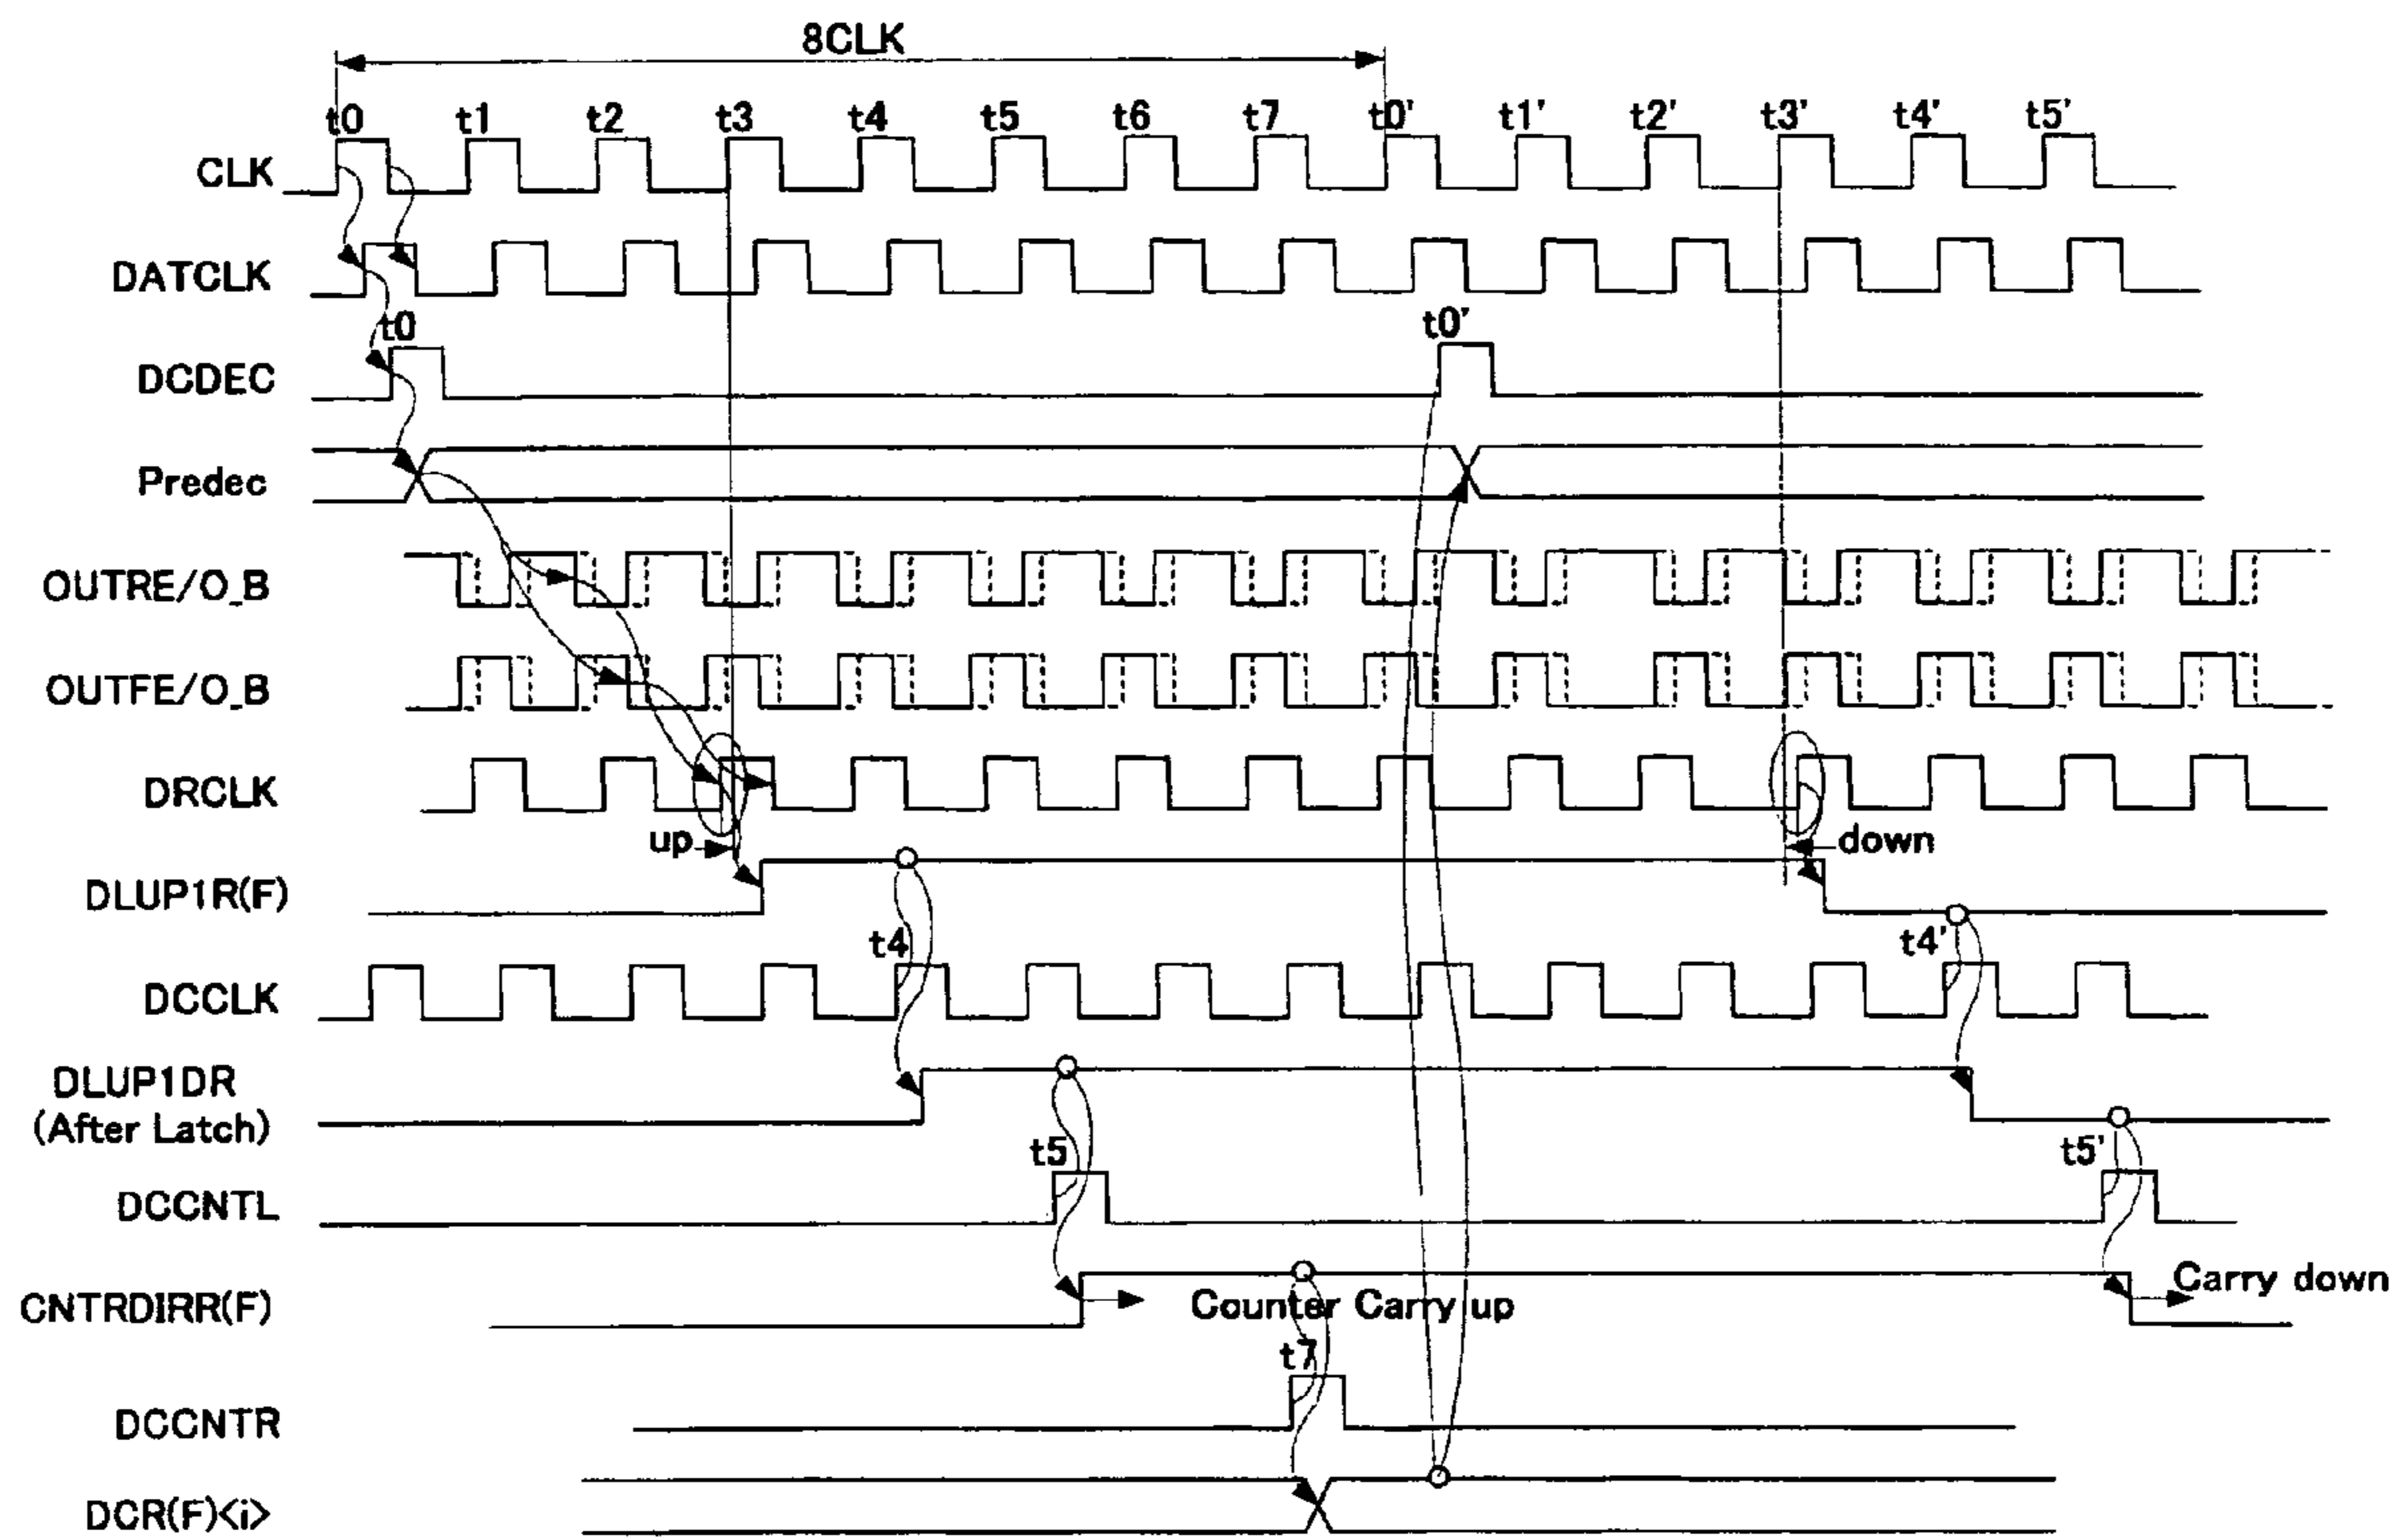 8CLK
t0 t1 t2 t3 t4 t5 t6 t7 t0' t1' t2' t3' t4' t5'
CLK
DATCLK
t0 t0'
DCDEC
Predec
OUTRE/O_B
OUTFE/O_B
DRCLK
up down
DLUP1R(F)
t4 t4'
DCCLK
DLUP1DR
(After Latch)
t5 t5'
DCCNTL
Carry down
CNTRDIRR(F) Counter Carry up
t7
DCCNTR
DCR(F)<i>